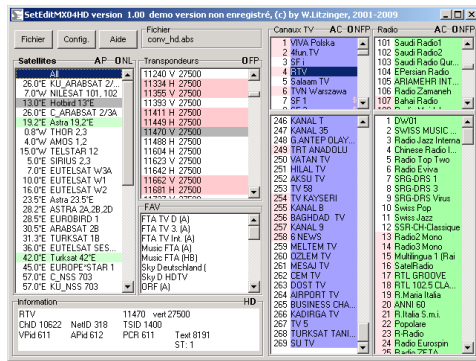 SetEditMX04HD version 1.00 demo version non enregistré, (c) by W.Litzinger, 2001-2009
Fichier
Config.
Aide
Fichier
conv_hd.abs
Satellites AP ONL
All
26.0°E KU_ARABSAT 2/...
7.0°W NILESAT 101, 102
13.0°E Hotbird 13°E
26.0°E C_ARABSAT 2/3A
19.2°E Astra 19,2°E
0.8°W THOR 2,3
4.0°W AMOS 1,2
15.0°W TELSTAR 12
5.0°E SIRIUS 2,3
7.0°E EUTELSAT W3A
10.0°E EUTELSAT W1
16.0°E EUTELSAT W2
23.5°E Astra 23.5°E
28.2°E ASTRA 2A,2B,2D
28.5°E EUROBIRD 1
30.5°E ARABSAT 2B
31.3°E TURKSAT 1B
36.0°E EUTELSAT SES...
42.0°E Turksat 42°E
45.0°E EUROPE*STAR 1
57.0°E C_NSS 703
57.0°E KU_NSS 703
Transpondeurs OFP
11240 V 27500
11334 H 27500
11355 V 27500
11393 V 27500
11411 H 27500
11449 H 27500
11470 V 27500
11488 H 27500
11604 H 27500
11623 V 27500
11642 H 27500
11662 V 27500
11681 H 27500
FAV
FTA TV D (A)
FTA TV 3. (A)
FTA TV Int. (A)
Music FTA (A)
Music FTA (HB)
Sky Deutschland (
Sky D HDTV
ORF (A)
Information HD
RTV 11470 vert 27500
ChID 10622 NetID 318 TSID 1400
VPid 611 APid 612 PCR 611 Text 8191
ST: 1
Canaux TV AC ONFP
1 VIVA Polska
2 4fun.TV
3 SF.i
4 RTV
5 Salaam TV
6 TVN Warszawa
7 SF 1
246 KANAL T
247 KANAL 35
248 G.ANTEP OLAY...
249 TRT ANADOLU
250 VATAN TV
251 HILAL TV
252 AKSU TV
253 TV 58
254 TV KAYSERI
255 KANAL B
256 BAGHDAD TV
257 KANAL 9
258 6 NEWS
259 MELTEM TV
260 OZLEM TV
261 MESAJ TV
262 CEM TV
263 DOST TV
264 AIRPORT TV
265 BUSINESS CHA...
266 KADIRGA TV
267 TV 5
268 TURKSAT TANI...
269 SU TV
Radio AC ONFP
101 Saudi Radio1
102 Saudi Radio2
103 Saudi Radio Qur...
104 EPersian Radio
105 ARIAMEHR INT...
106 Radio Zamaneh
107 Bahai Radio
1 DW01
2 SWISS MUSIC ...
3 Radio Jazz Interna
4 Chinese Radio I...
5 Radio Top Two
6 Radio Eviva
7 SRG-DRS 1
8 SRG-DRS 3
9 SRG-DRS Virus
10 Swiss Pop
11 Swiss Jazz
12 SSR-CH-Classique
13 Radio2 Mono
14 Radio3 Mono
15 Multilingua 1 (Rai
16 SatelRadio
17 RTL GROOVE
18 RTL 102.5 CLA...
19 R.Maria Italia
20 ANNI 60
21 R.Italia S.m.i.
22 Popolare
23 R-Radio
24 Radio Eurospin
25 Radio ZETA